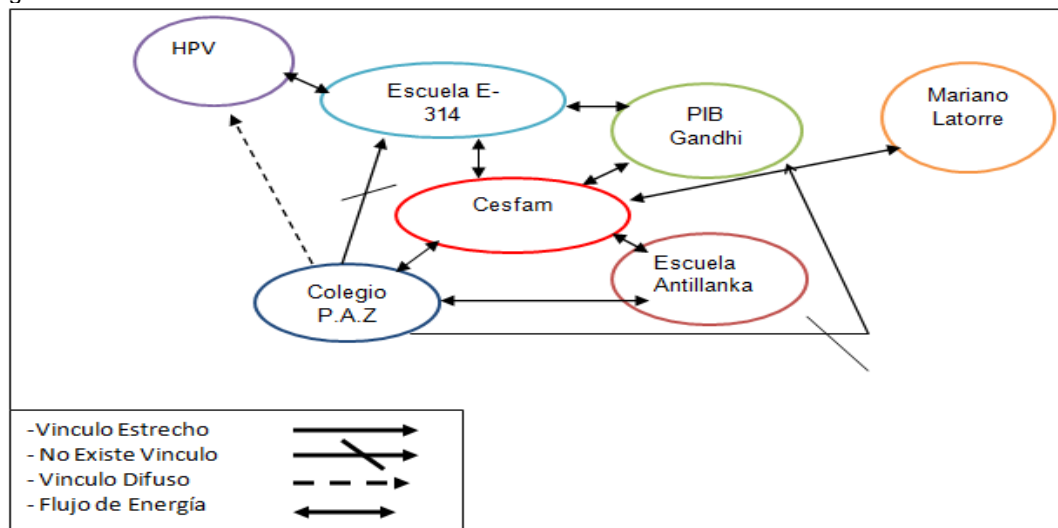 HPV
Escuela E-
314
PIB
Gandhi
Mariano
Latorre
Cesfam
Escuela
Antillanka
Colegio
P.A.Z
-Vinculo Estrecho
- No Existe Vinculo
- Vinculo Difuso
- Flujo de Energía